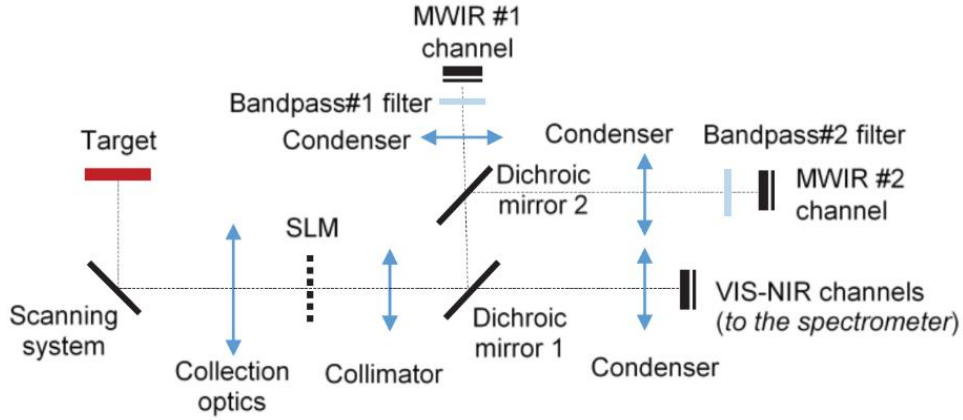 MWIR #1
channel
Bandpass#1 filter
Target
Condenser
Condenser
Bandpass#2 filter
Dichroic
mirror 2
MWIR #2
channel
SLM
Scanning
system
Dichroic
mirror 1
VIS-NIR channels
(to the spectrometer)
Collection
optics
Collimator
Condenser